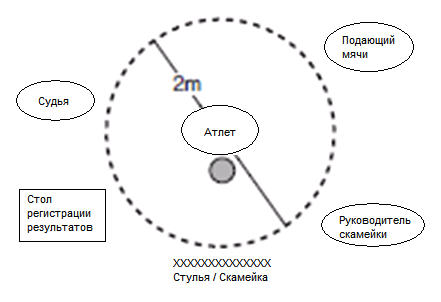 Подающий
мячи
2m
Судья
Атлет
Стол
регистрации
результатов
Руководитель
скамейки
XXXXXXXXXXXXXX
Стулья / Скамейка